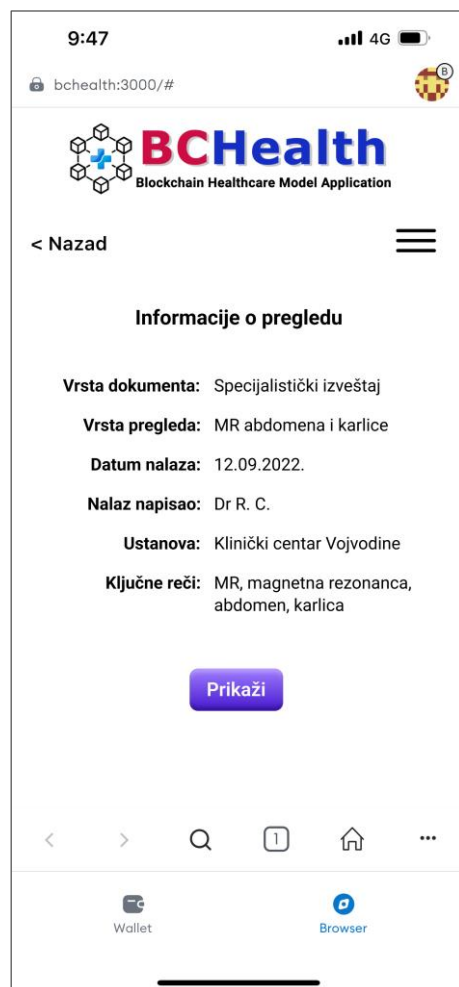 9:47
4G
bchealth:3000/#
B
BCHealth
Blockchain Healthcare Model Application
< Nazad
Informacije o pregledu
Vrsta dokumenta: Specijalistički izveštaj
Vrsta pregleda: MR abdomena i karlice
Datum nalaza: 12.09.2022.
Nalaz napisao: Dr R. C.
Ustanova: Klinički centar Vojvodine
Ključne reči: MR, magnetna rezonanca,
abdomen, karlica
Prikaži
1
Wallet
Browser